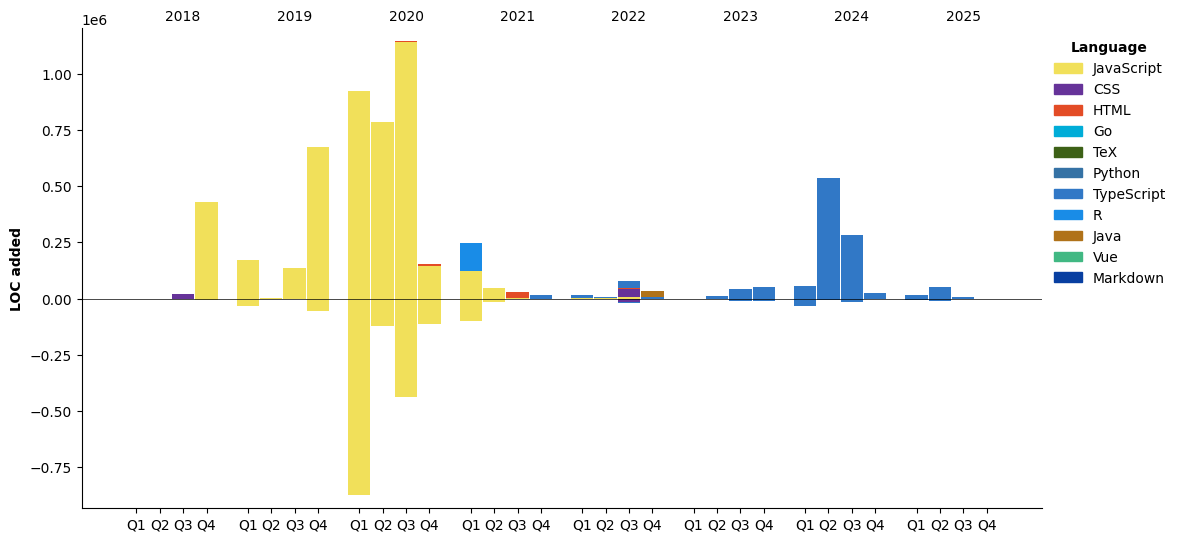 1e6
2018 2019 2020 2021 2022 2023 2024 2025
LOC added
1.00
0.75
0.50
0.25
0.00
−0.25
−0.50
−0.75
Q1 Q2 Q3 Q4 Q1 Q2 Q3 Q4 Q1 Q2 Q3 Q4 Q1 Q2 Q3 Q4 Q1 Q2 Q3 Q4 Q1 Q2 Q3 Q4 Q1 Q2 Q3 Q4 Q1 Q2 Q3 Q4
Language
JavaScript
CSS
HTML
Go
TeX
Python
TypeScript
R
Java
Vue
Markdown